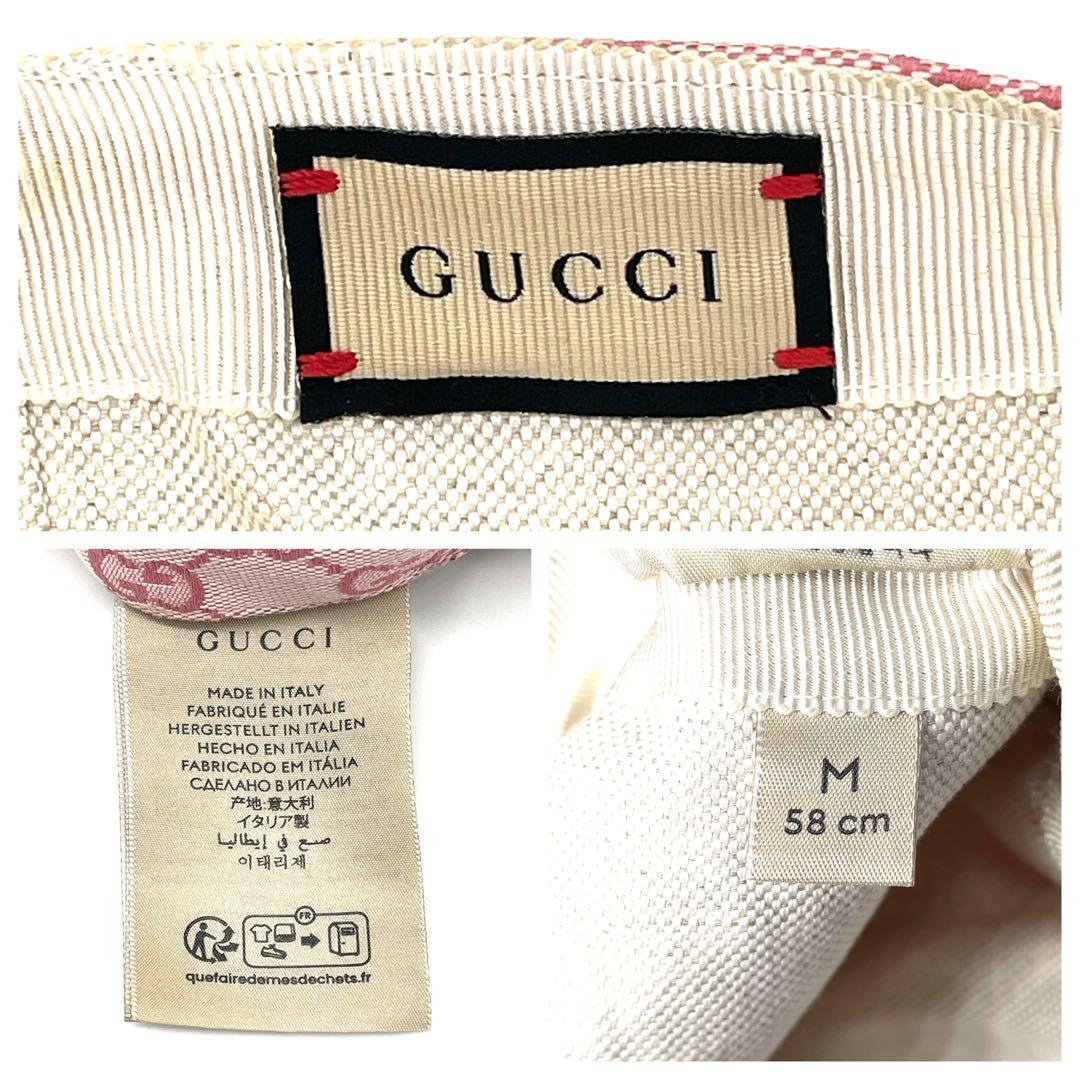 GUCCI
GUCCI
MADE IN ITALY
FABRIQUÉ EN ITALIE
HERGESTELLT IN ITALIEN
HECHO EN ITALIA
FABRICADO EM ITÁLIA
СДЕЛАНО В ИТАЛИИ
产地:意大利
イタリア製
صنع في إيطاليا
이태리제
FR
quefairedemesdechets.fr
M
58 cm